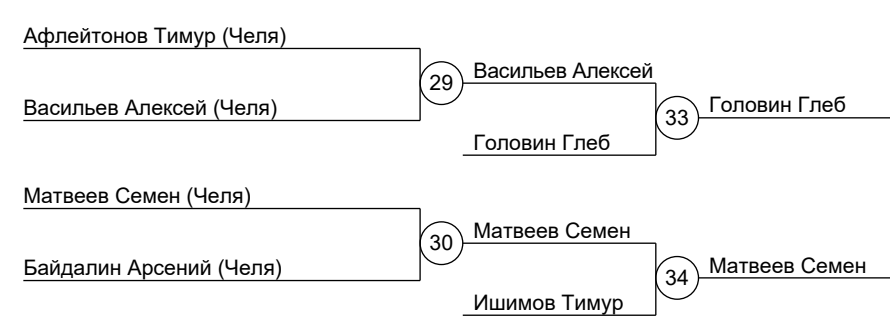 Афлейтонов Тимур (Челя)
29
Васильев Алексей
Васильев Алексей (Челя)
33
Головин Глеб
Головин Глеб
Матвеев Семен (Челя)
30
Матвеев Семен
Байдалин Арсений (Челя)
34
Матвеев Семен
Ишимов Тимур